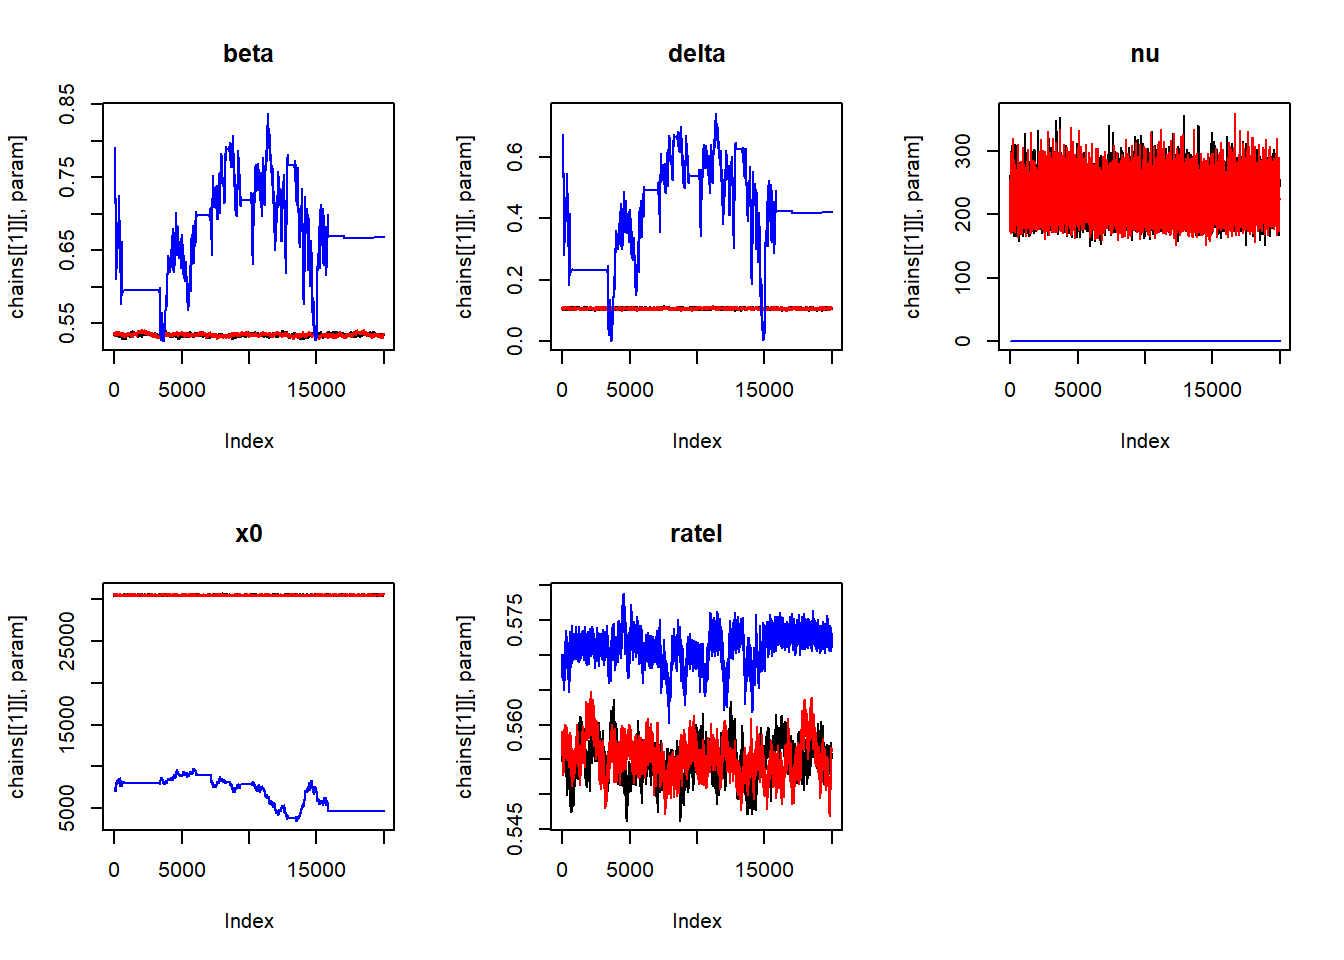 beta
chains[[1]][, param]
0.55 0.65 0.75 0.85
0 5000 15000
Index
delta
chains[[1]][, param]
0.0 0.2 0.4 0.6
0 5000 15000
Index
nu
chains[[1]][, param]
0 100 200 300
0 5000 15000
Index
x0
chains[[1]][, param]
5000 15000 25000
0 5000 15000
Index
ratel
chains[[1]][, param]
0.545 0.560 0.575
0 5000 15000
Index